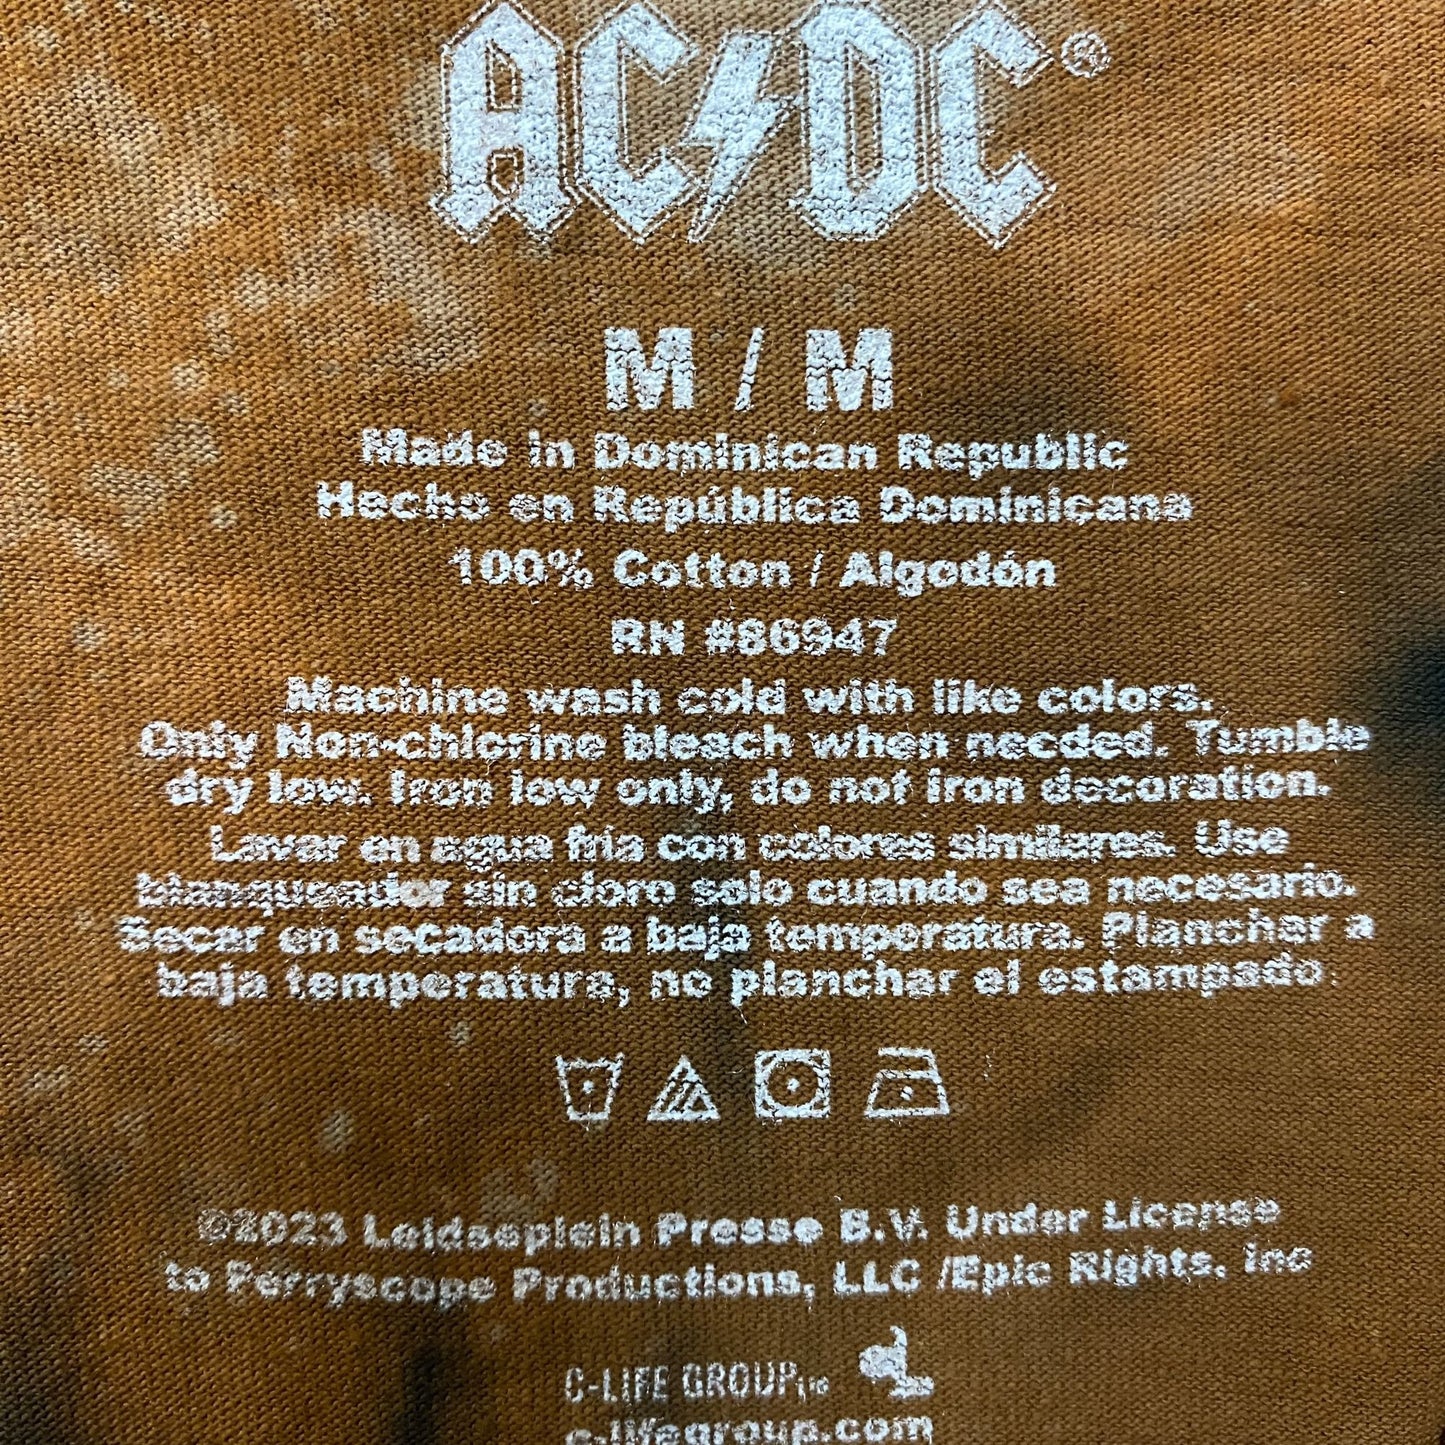 AC⚡DC®
M / M
Made in Dominican Republic
Hecho en República Dominicana
100% Cotton / Algodón
RN #86947
Machine wash cold with like colors.
Only Non-chlorine bleach when needed. Tumble
dry low. Iron low only, do not iron decoration.
Lavar en agua fría con colores similares. Use
blanqueador sin cloro solo cuando sea necesario.
Secar en secadora a baja temperatura. Planchar a
baja temperatura, no planchar el estampado
©2023 Leidseplein Presse B.V. Under License
to Perryscope Productions, LLC /Epic Rights, Inc
C-LIFE GROUP
c-lifegroup.com